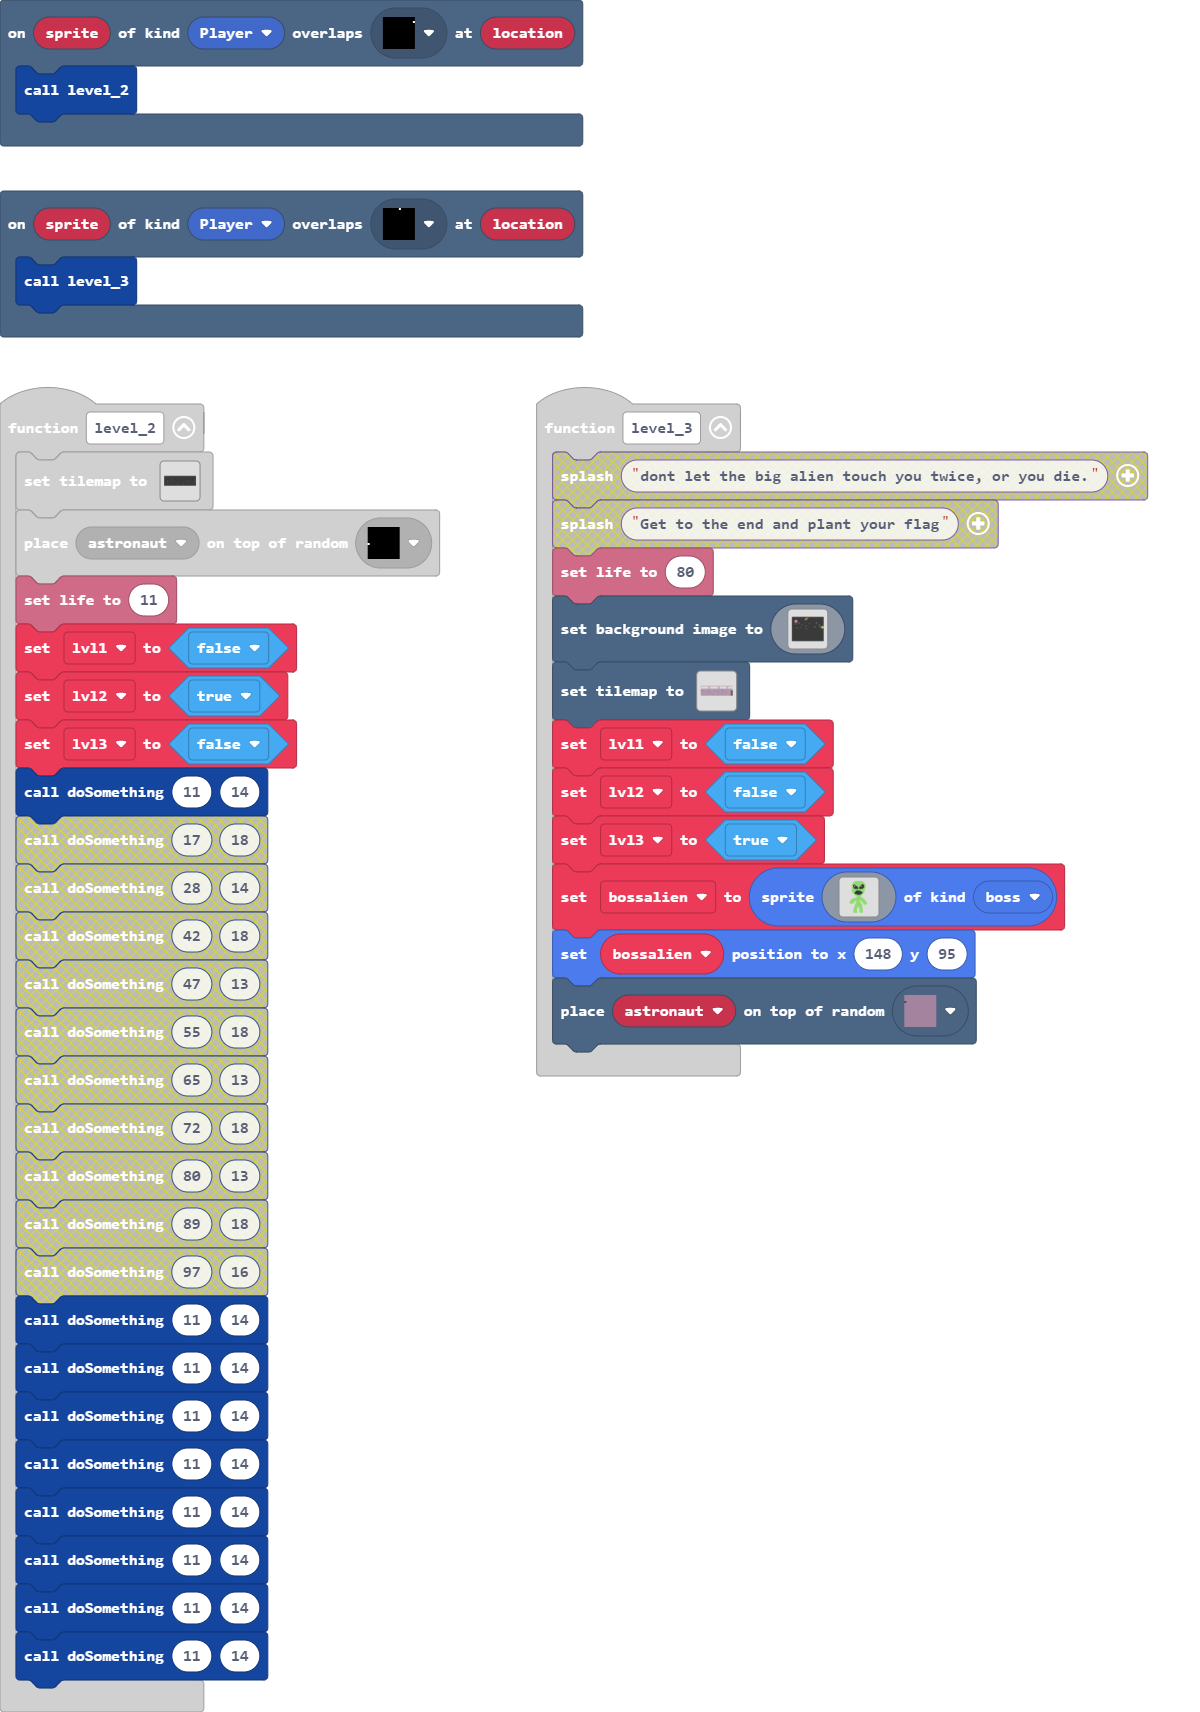 on sprite of kind Player overlaps at location
call level_2
on sprite of kind Player overlaps at location
call level_3
function level_2
set tilemap to
place astronaut on top of random
set life to 11
set lvl1 to false
set lvl2 to true
set lvl3 to false
call doSomething 11 14
call doSomething 17 18
call doSomething 28 14
call doSomething 42 18
call doSomething 47 13
call doSomething 55 18
call doSomething 65 13
call doSomething 72 18
call doSomething 80 13
call doSomething 89 18
call doSomething 97 16
call doSomething 11 14
call doSomething 11 14
call doSomething 11 14
call doSomething 11 14
call doSomething 11 14
call doSomething 11 14
call doSomething 11 14
call doSomething 11 14
function level_3
splash "dont let the big alien touch you twice, or you die."
splash "Get to the end and plant your flag"
set life to 80
set background image to
set tilemap to
set lvl1 to false
set lvl2 to false
set lvl3 to true
set bossalien to sprite of kind boss
set bossalien position to x 148 y 95
place astronaut on top of random